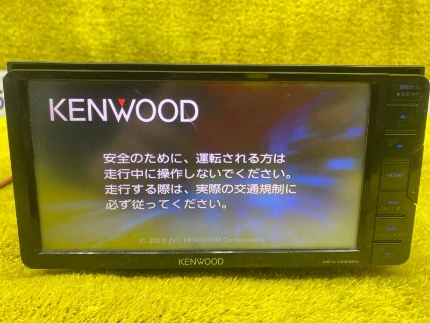 KENWOOD
安全のために、運転される方は
走行中に操作しないでください。
走行する際は、実際の交通規制に
必ず従ってください。
© 2019 JVC KENWOOD Corporation
KENWOOD